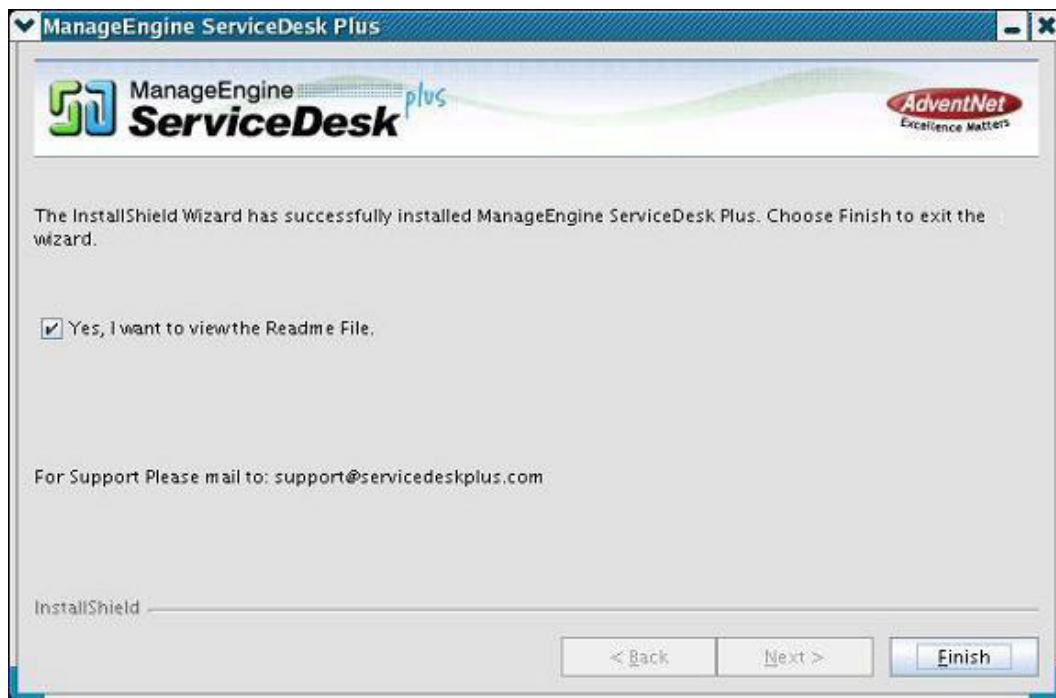 ManageEngine ServiceDesk Plus
ManageEngine
ServiceDesk plus
AdventNet
Excellence Matters
The InstallShield Wizard has successfully installed ManageEngine ServiceDesk Plus. Choose Finish to exit the
wizard.
Yes, I want to view the Readme File.
For Support Please mail to: support@servicedeskplus.com
InstallShield
< Back
Next >
Finish